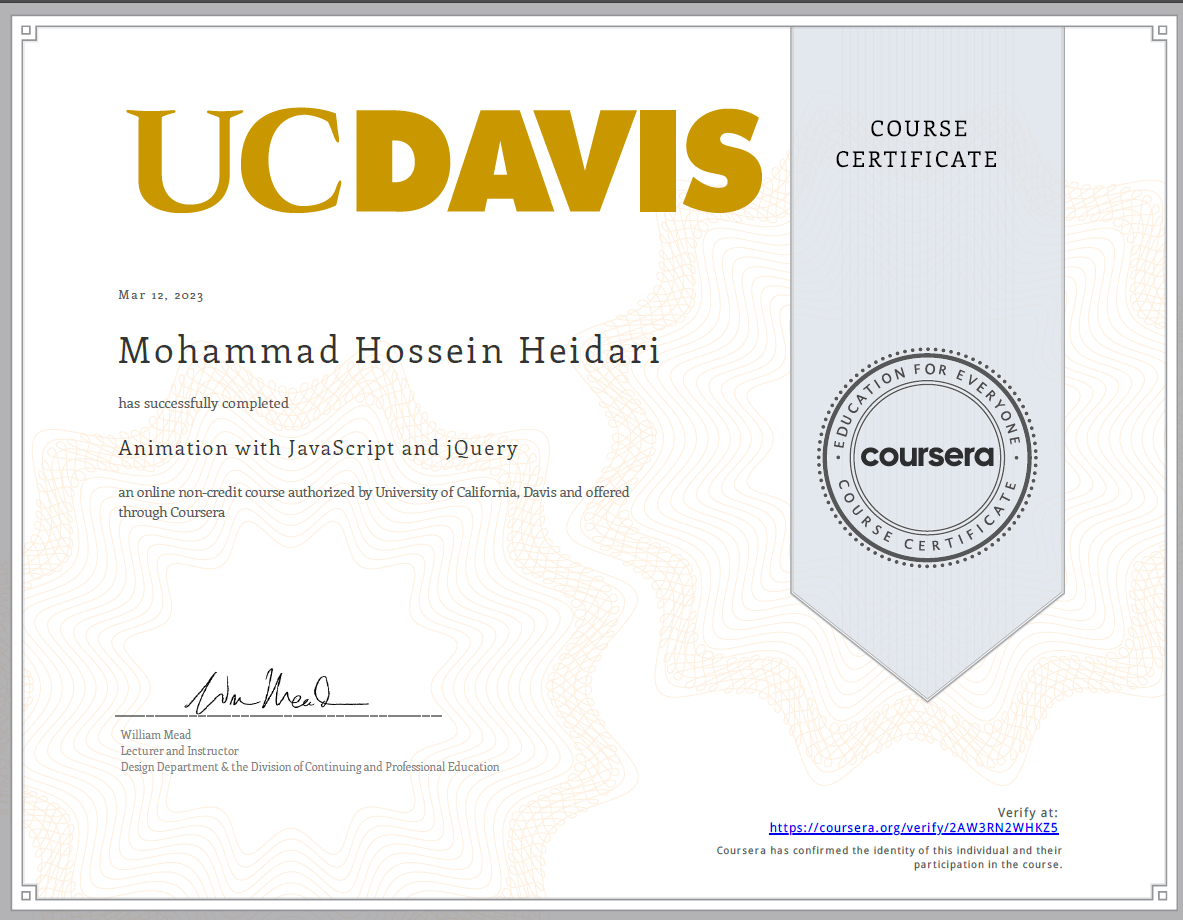 UCDAVIS
COURSE
CERTIFICATE
Mar 12, 2023
Mohammad Hossein Heidari
has successfully completed
Animation with JavaScript and jQuery
an online non-credit course authorized by University of California, Davis and offered
through Coursera
EDUCATION FOR EVERYONE
coursera
COURSE CERTIFICATE
William Mead
Lecturer and Instructor
Design Department & the Division of Continuing and Professional Education
Verify at:
https://coursera.org/verify/2AW3RN2WHKZ5
Coursera has confirmed the identity of this individual and their
participation in the course.